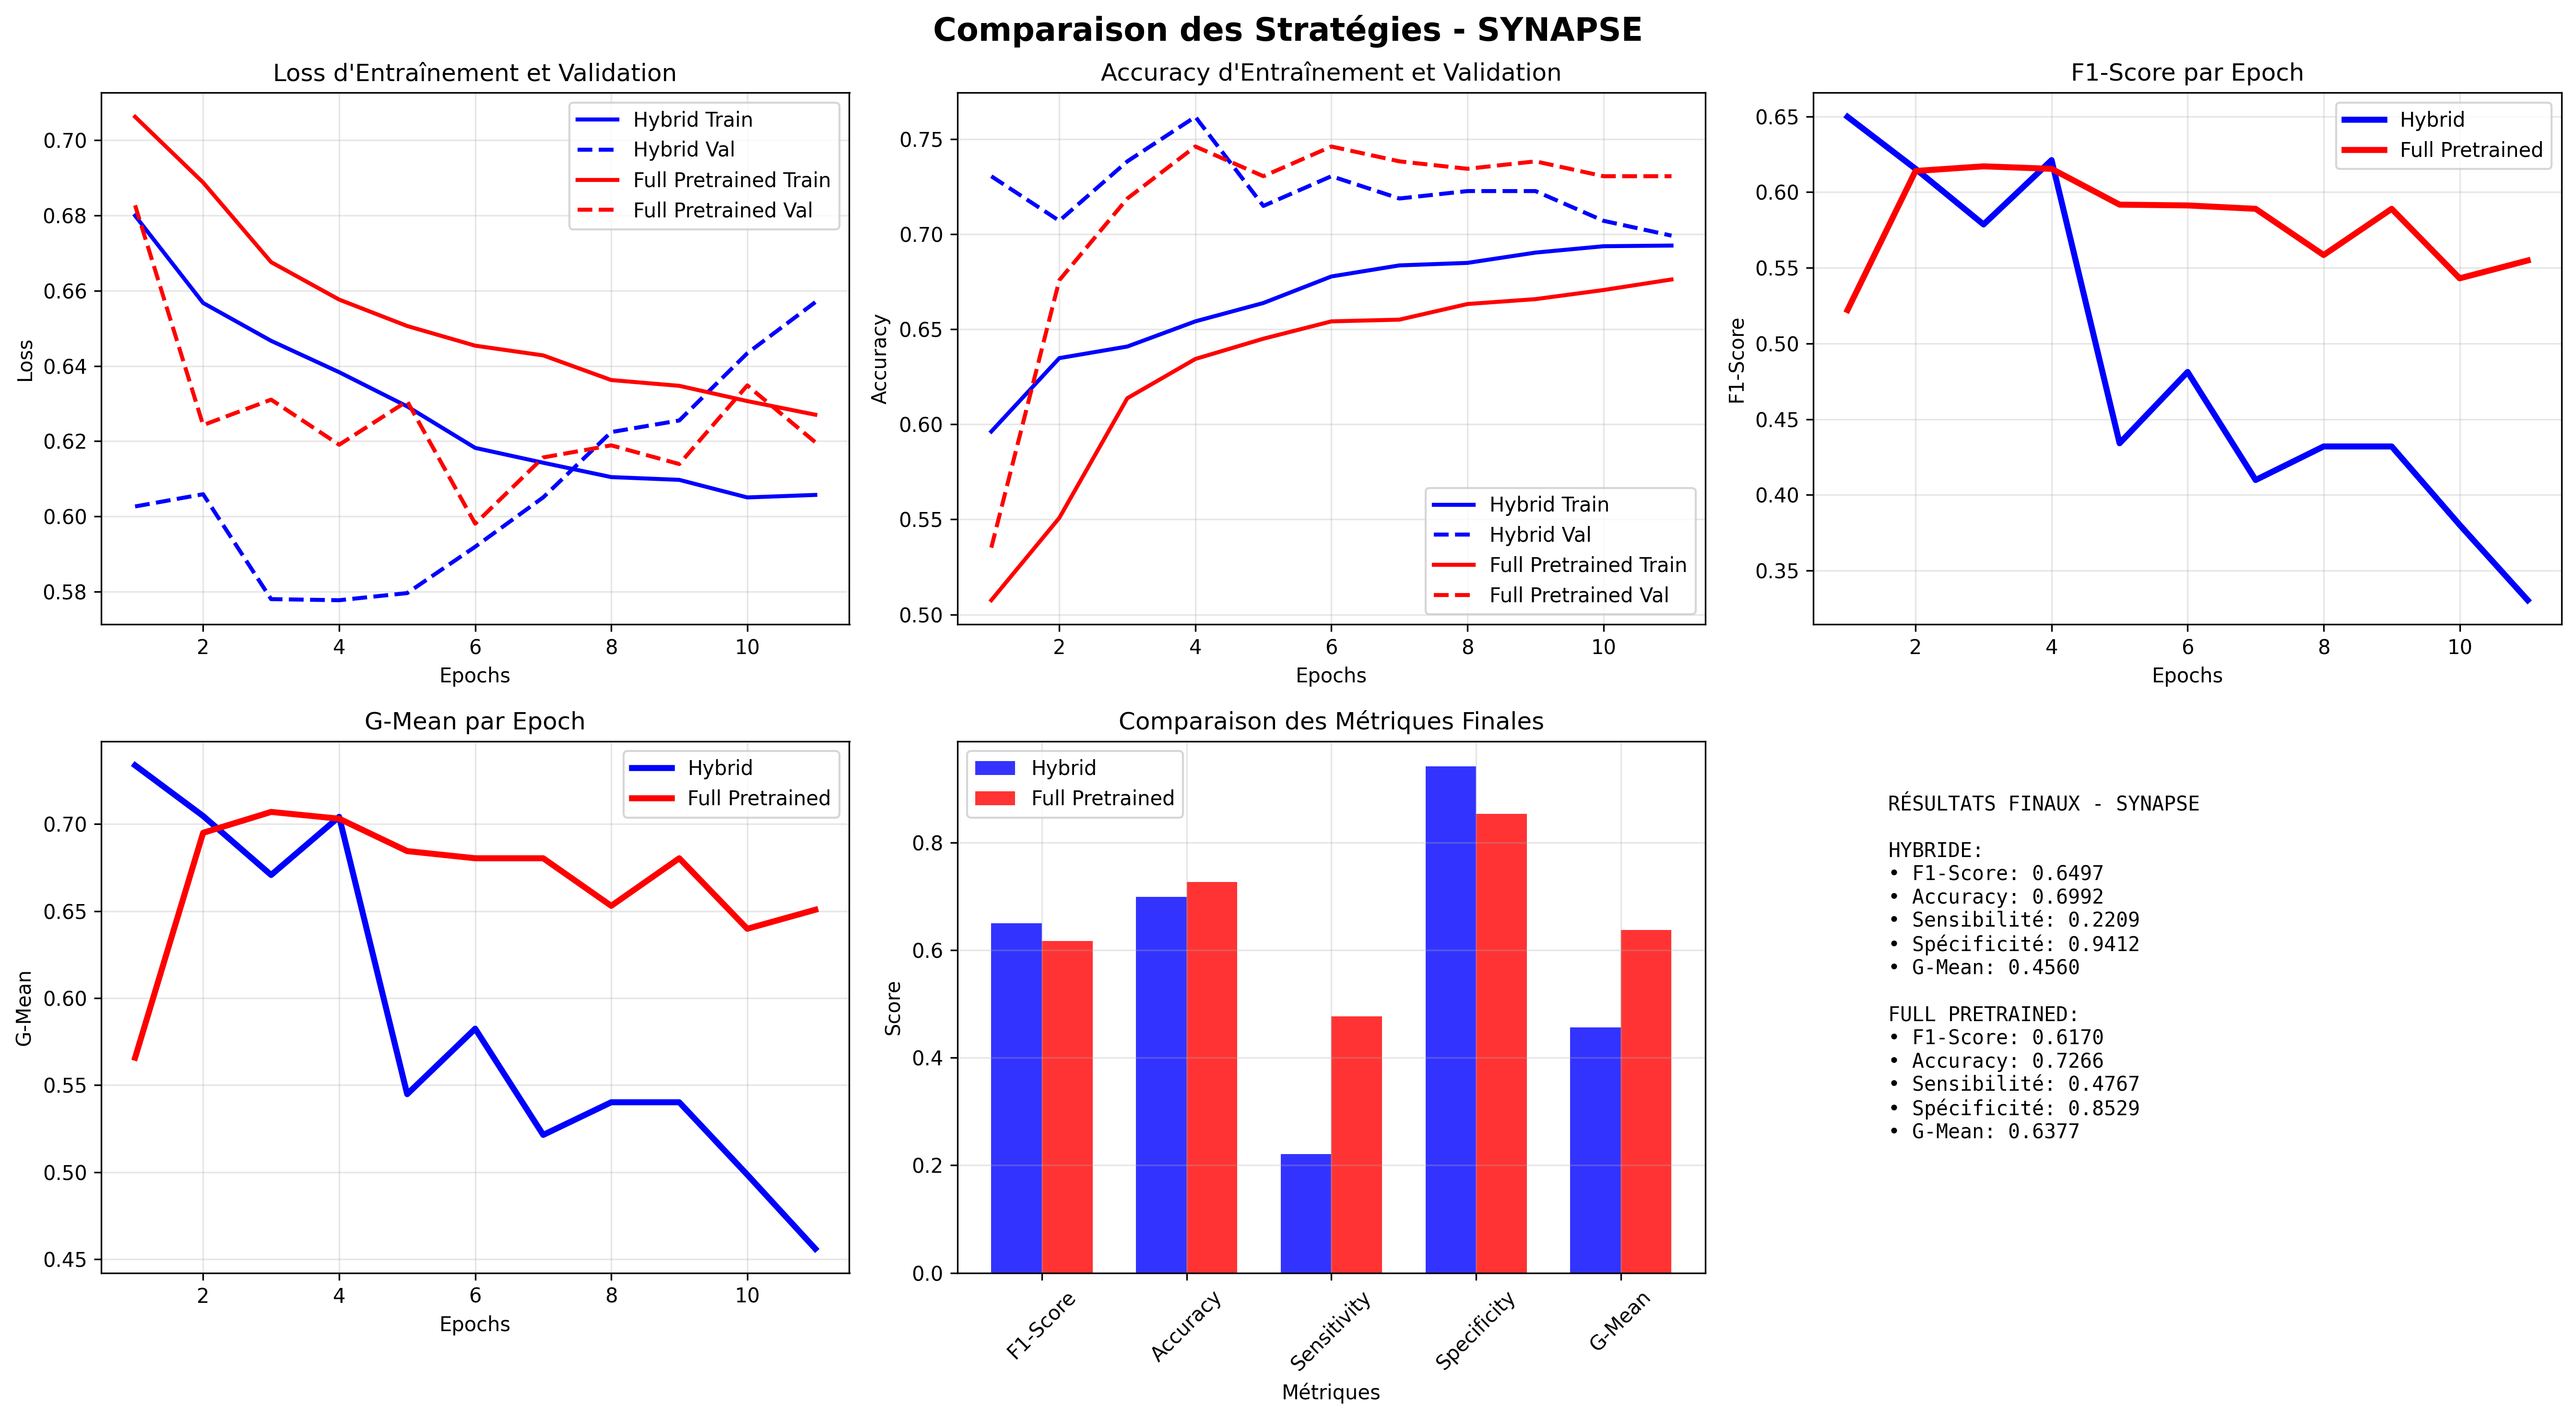 Comparaison des Stratégies - SYNAPSE
Loss d'Entraînement et Validation
Hybrid Train
Hybrid Val
Full Pretrained Train
Full Pretrained Val
0.70
0.68
0.66
0.64
0.62
0.60
0.58
Loss
2
4
6
8
10
Epochs
Accuracy d'Entraînement et Validation
0.75
0.70
0.65
0.60
0.55
0.50
Accuracy
Hybrid Train
Hybrid Val
Full Pretrained Train
Full Pretrained Val
2
4
6
8
10
Epochs
F1-Score par Epoch
Hybrid
Full Pretrained
0.65
0.60
0.55
0.50
0.45
0.40
0.35
F1-Score
2
4
6
8
10
Epochs
G-Mean par Epoch
Hybrid
Full Pretrained
0.70
0.65
0.60
0.55
0.50
0.45
G-Mean
2
4
6
8
10
Epochs
Comparaison des Métriques Finales
Hybrid
Full Pretrained
0.8
0.6
0.4
0.2
0.0
Score
F1-Score
Accuracy
Sensitivity
Specificity
G-Mean
Métriques
RÉSULTATS FINAUX - SYNAPSE
HYBRIDE:
• F1-Score: 0.6497
• Accuracy: 0.6992
• Sensibilité: 0.2209
• Spécificité: 0.9412
• G-Mean: 0.4560
FULL PRETRAINED:
• F1-Score: 0.6170
• Accuracy: 0.7266
• Sensibilité: 0.4767
• Spécificité: 0.8529
• G-Mean: 0.6377